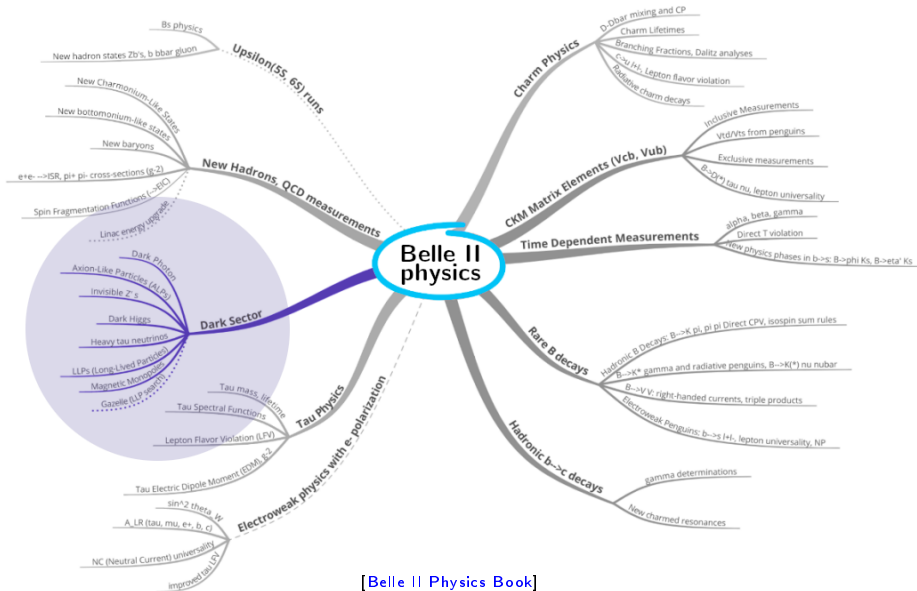 Belle II
physics
Upsilon(5S, 6S) runs
Bs physics
New hadron states Zb's, b bbar gluon
New Hadrons, QCD measurements
New Charmonium-Like States
New bottomonium-like states
New baryons
e+e- -->ISR, pi+ pi- cross-sections (g-2)
Spin Fragmentation Functions (-->EIC)
Linac energy upgrade
Dark Sector
Dark Photon
Axion-Like Particles (ALPs)
Invisible Z' s
Dark Higgs
Heavy tau neutrinos
LLPs (Long-Lived Particles)
Magnetic Monopoles
Gazelle (LLP search)
Tau Physics
Tau mass, lifetime
Tau Spectral Functions
Lepton Flavor Violation (LFV)
Tau Electric Dipole Moment (EDM), g-2
Electroweak physics with e- polarization
sin^2 theta_W
A_LR (tau, mu, e+, b, c)
NC (Neutral Current) universality
improved tau LFV
Charm Physics
D-Dbar mixing and CP
Charm Lifetimes
Branching Fractions, Dalitz analyses
c->u l+l-, Lepton flavor violation
Radiative charm decays
CKM Matrix Elements (Vcb, Vub)
Inclusive Measurements
Vtd/Vts from penguins
Exclusive measurements
B->D(*) tau nu, lepton universality
Time Dependent Measurements
alpha, beta, gamma
Direct T violation
New physics phases in b->s: B->phi Ks, B->eta' Ks
Rare B decays
Hadronic B Decays: B-->K pi, pi pi Direct CPV, isospin sum rules
B-->K* gamma and radiative penguins, B-->K(*) nu nubar
B-->V V: right-handed currents, triple products
Electroweak Penguins: b-->s l+l-, lepton universality, NP
Hadronic b-->c decays
gamma determinations
New charmed resonances
[Belle II Physics Book]